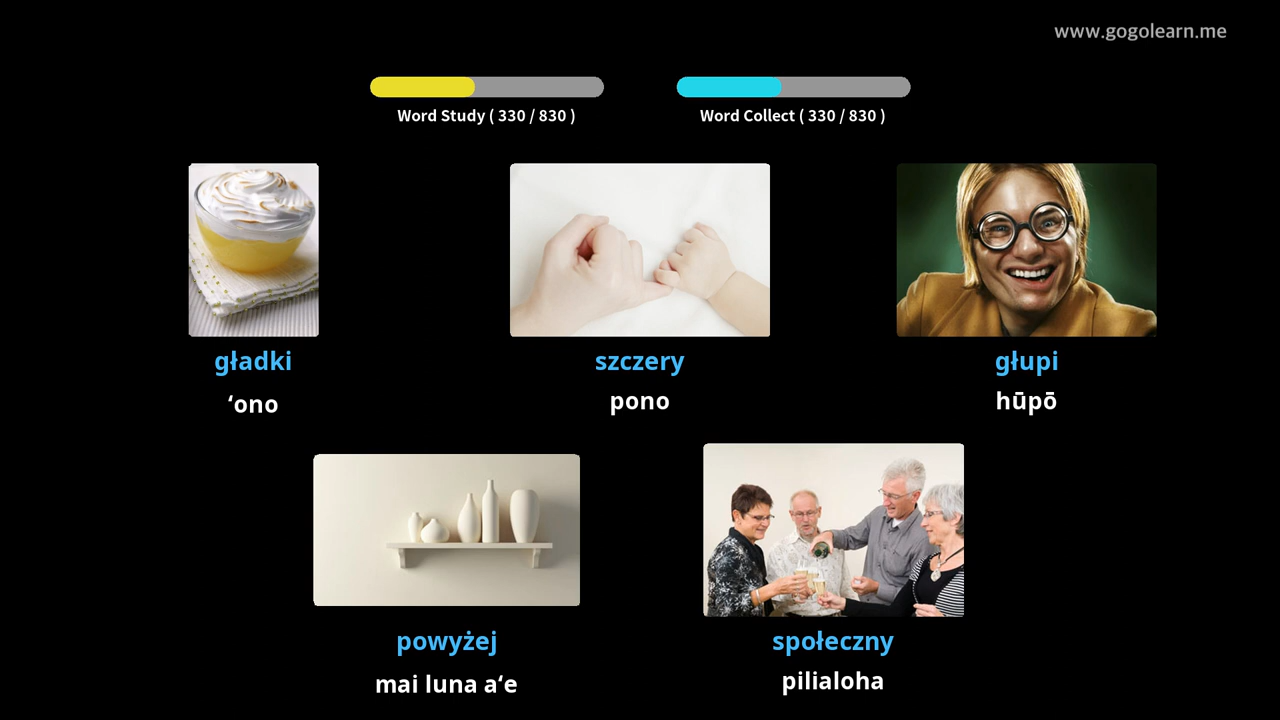 www.gogolearn.me
Word Study ( 330 / 830 )
Word Collect ( 330 / 830 )
gładki
ʻono
szczery
pono
głupi
hūpō
powyżej
mai luna aʻe
społeczny
pilialoha